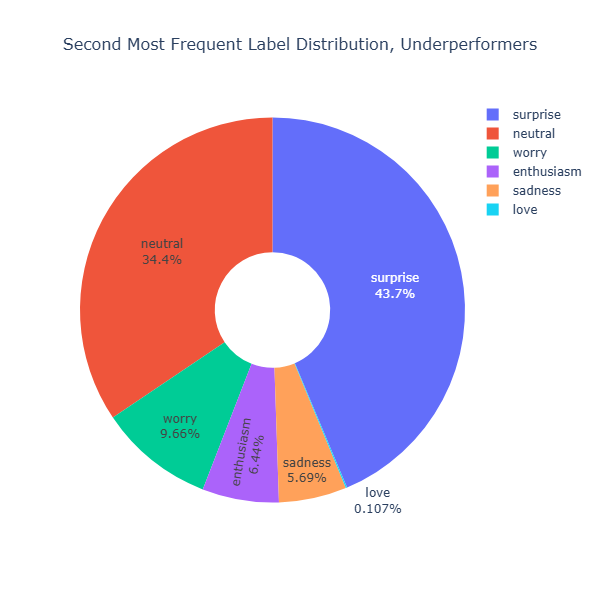 Second Most Frequent Label Distribution, Underperformers
surprise
neutral
worry
enthusiasm
sadness
love
surprise
43.7%
neutral
34.4%
worry
9.66%
enthusiasm
6.44%
sadness
5.69%
love
0.107%